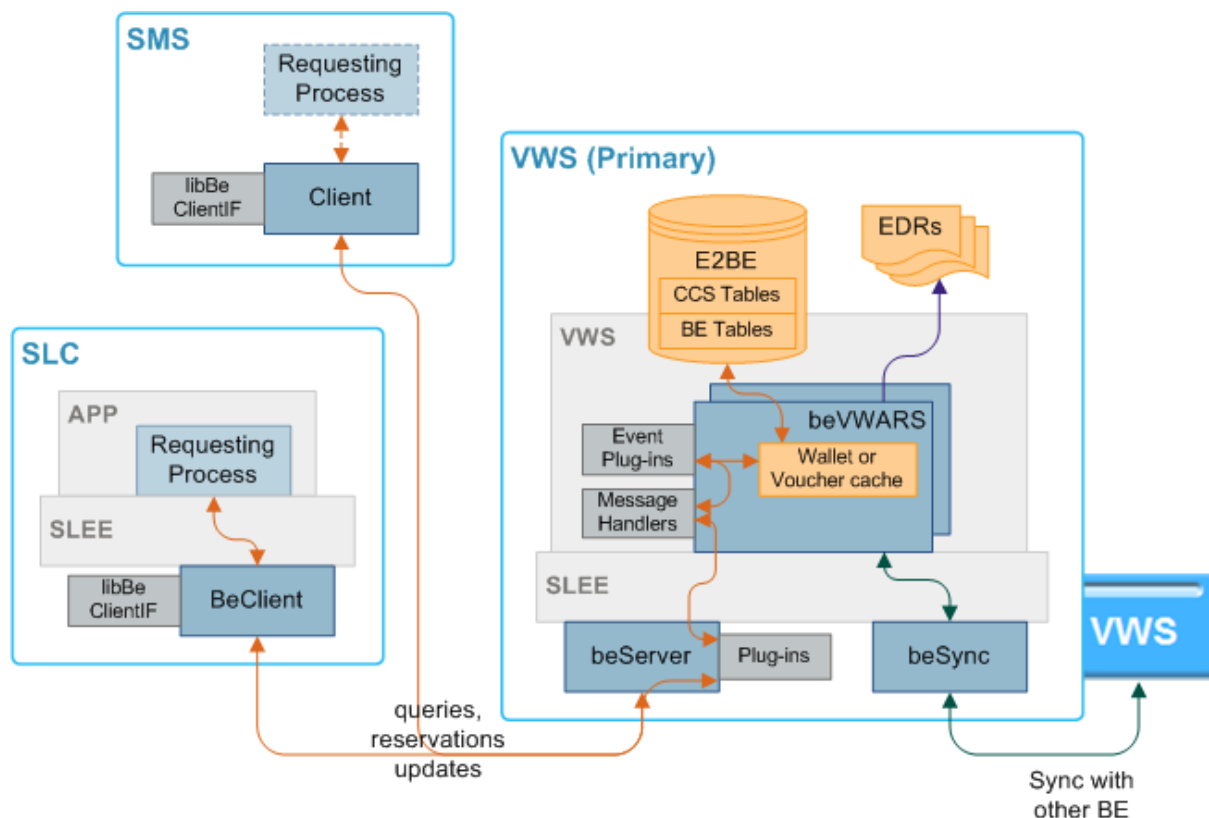 SMS
Requesting
Process
libBe
ClientIF
Client
SLC
APP
Requesting
Process
SLEE
libBe
ClientIF
BeClient
queries,
reservations
updates
VWS (Primary)
E2BE
CCS Tables
BE Tables
EDRs
VWS
beVWARS
Event
Plug-ins
Wallet or
Voucher cache
Message
Handlers
SLEE
beServer
Plug-ins
beSync
VWS
Sync with
other BE